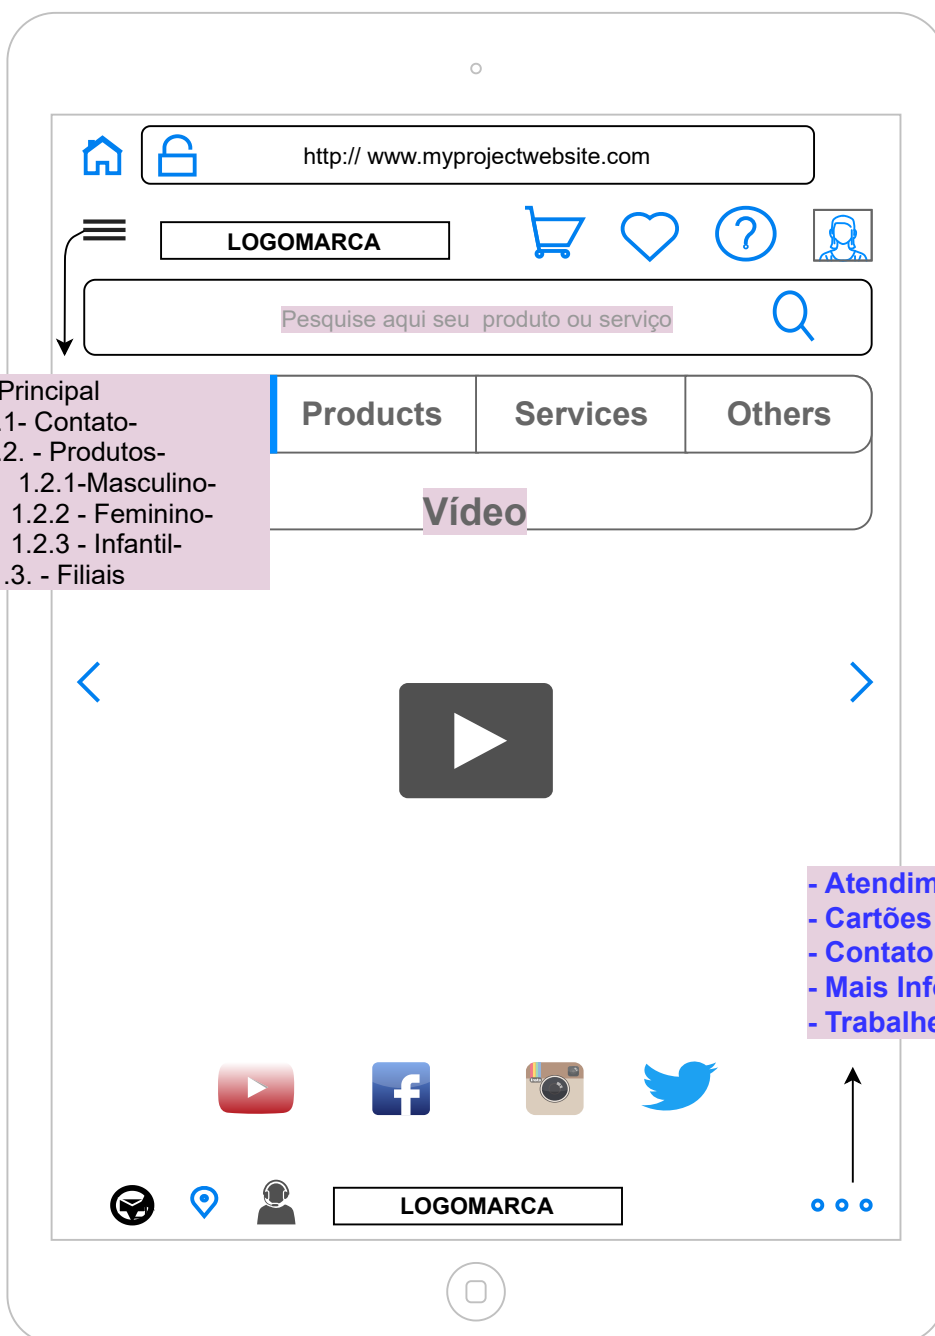 http:// www.myprojectwebsite.com
LOGOMARCA
Pesquise aqui seu produto ou serviço
Principal
.1- Contato-
.2. - Produtos-
1.2.1-Masculino-
1.2.2 - Feminino-
1.2.3 - Infantil-
.3. - Filiais
Products Services Others
Vídeo
- Atendim
- Cartões
- Contato
- Mais Inf
- Trabalhe
LOGOMARCA